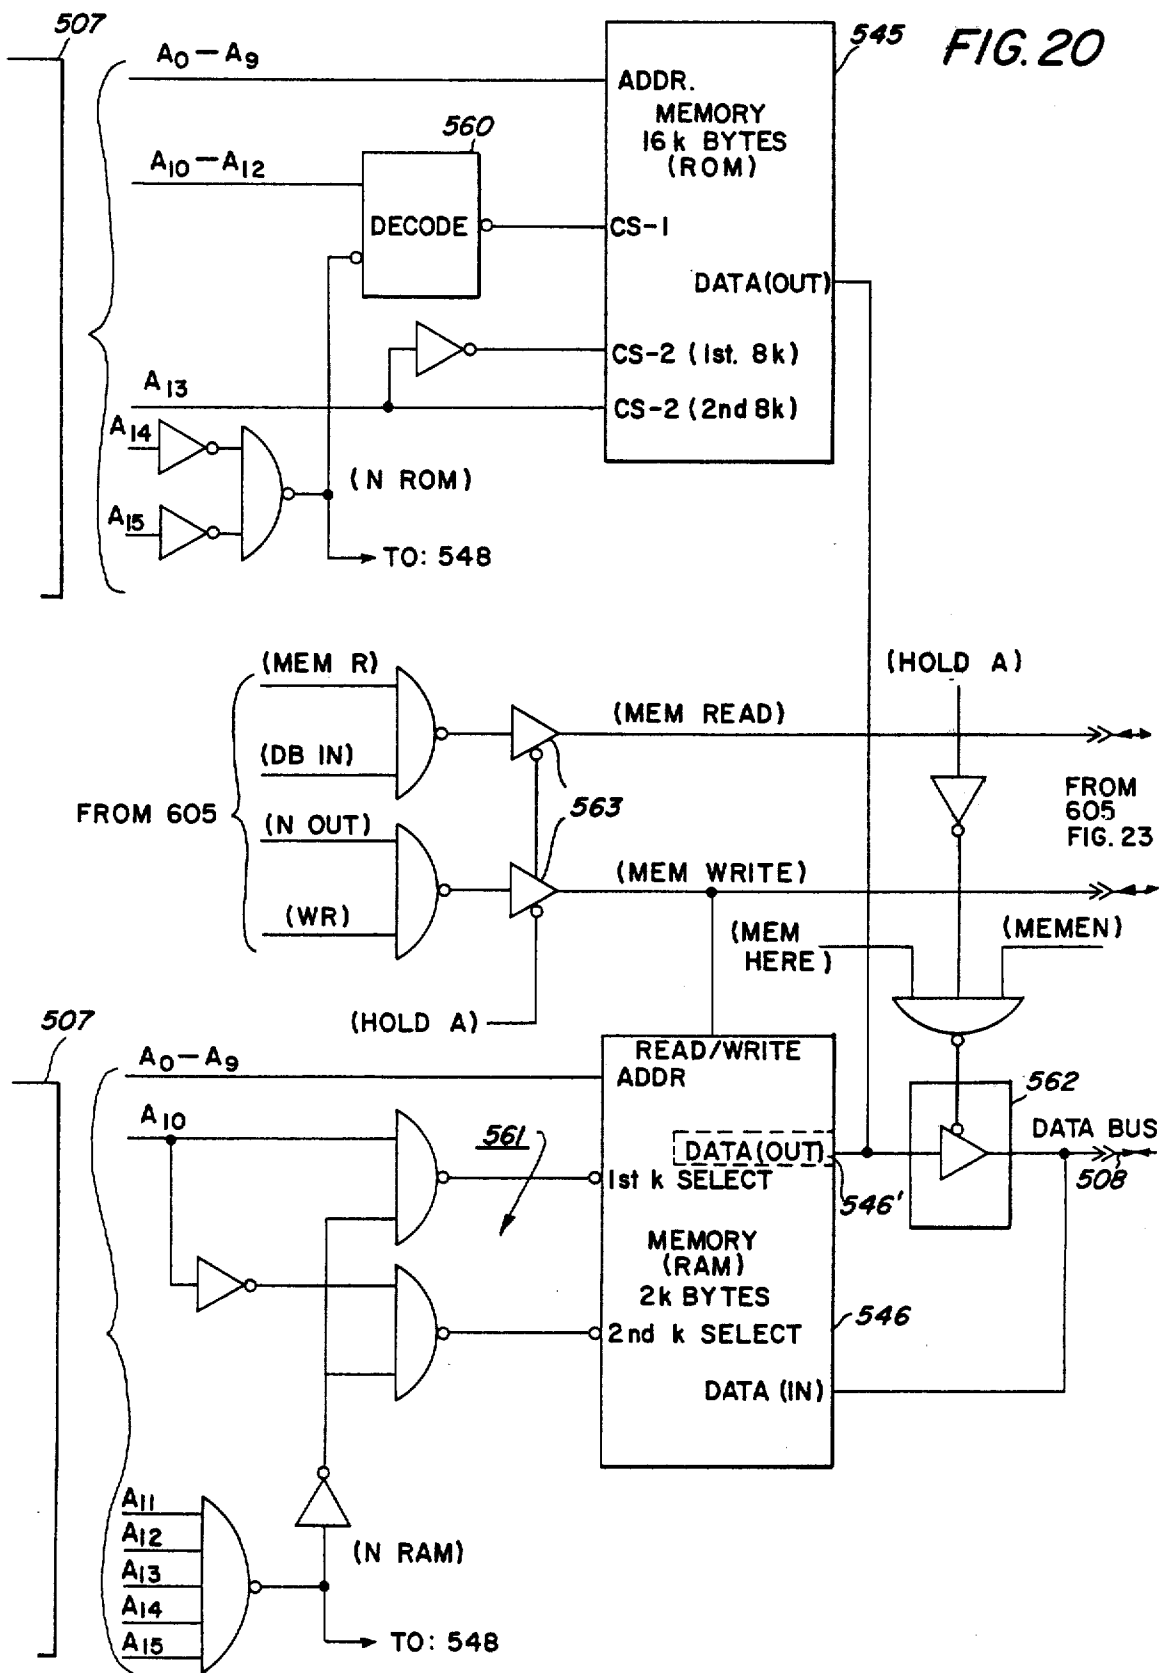 FIG. 20
507
A0–A9
545
ADDR.
MEMORY
16k BYTES
(ROM)
560
A10–A12
DECODE
CS-1
DATA(OUT)
CS-2 (1st. 8k)
A13
CS-2 (2nd 8k)
A14
(N ROM)
A15
TO: 548
(MEM R)
(HOLD A)
(MEM READ)
(DB IN)
563
FROM 605
(N OUT)
FROM
605
FIG. 23
(MEM WRITE)
(WR)
(MEM
HERE)
(MEMEN)
(HOLD A)
507
A0–A9
READ/WRITE
ADDR
562
A10
561
DATA(OUT)
DATA BUS
508
1st k SELECT
546'
MEMORY
(RAM)
2k BYTES
2nd k SELECT
546
DATA (IN)
A11
A12
(N RAM)
A13
A14
A15
TO: 548